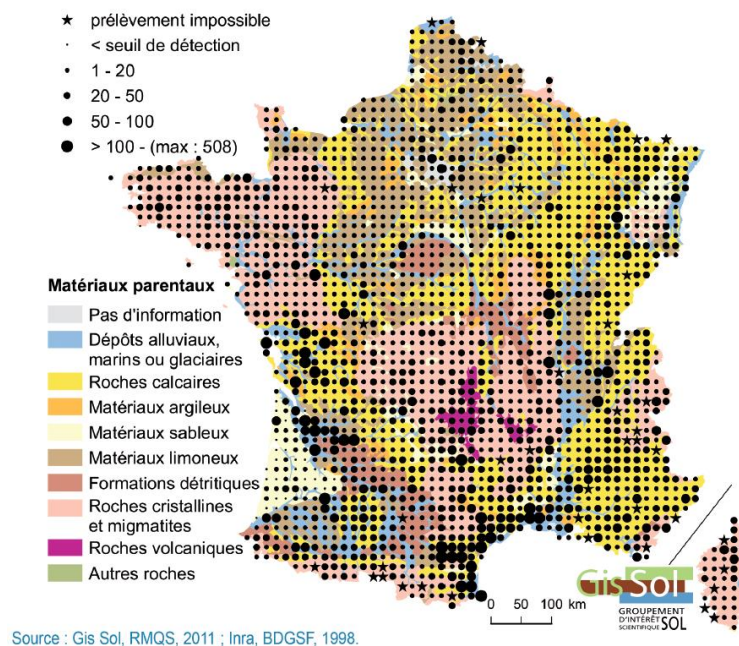 prélèvement impossible
< seuil de détection
1 - 20
20 - 50
50 - 100
> 100 - (max : 508)
Matériaux parentaux
Pas d'information
Dépôts alluviaux,
marins ou glaciaires
Roches calcaires
Matériaux argileux
Matériaux sableux
Matériaux limoneux
Formations détritiques
Roches cristallines
et migmatites
Roches volcaniques
Autres roches
0 50 100 km
Gis Sol
GROUPEMENT
D'INTÉRÊT
SCIENTIFIQUE SOL
Source : Gis Sol, RMQS, 2011 ; Inra, BDGSF, 1998.